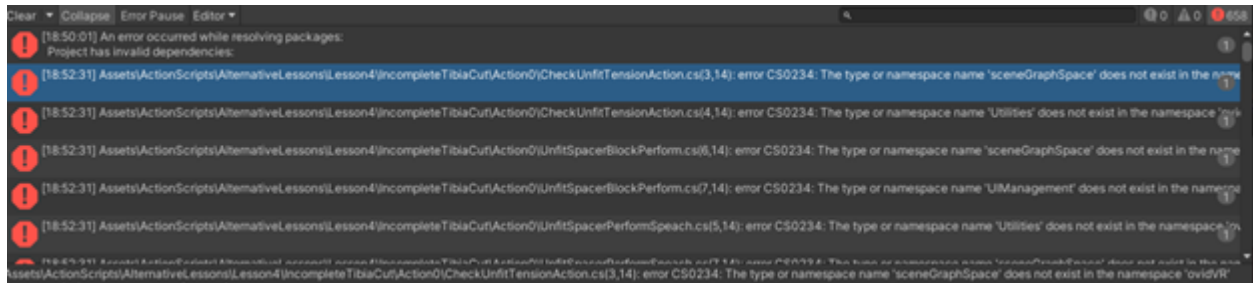 Clear Collapse Error Pause Editor 0 0 658
[18:50:01] An error occurred while resolving packages:
Project has invalid dependencies:
1
[18:52:31] Assets\ActionScripts\AlternativeLessons\Lesson4\IncompleteTibiaCut\Action0\CheckUnfitTensionAction.cs(3,14): error CS0234: The type or namespace name 'sceneGraphSpace' does not exist in the
1
[18:52:31] Assets\ActionScripts\AlternativeLessons\Lesson4\IncompleteTibiaCut\Action0\CheckUnfitTensionAction.cs(4,14): error CS0234: The type or namespace name 'Utilities' does not exist in the namespace
1
[18:52:31] Assets\ActionScripts\AlternativeLessons\Lesson4\IncompleteTibiaCut\Action0\UnfitSpacerBlockPerform.cs(6,14): error CS0234: The type or namespace name 'sceneGraphSpace' does not exist in the
1
[18:52:31] Assets\ActionScripts\AlternativeLessons\Lesson4\IncompleteTibiaCut\Action0\UnfitSpacerBlockPerform.cs(7,14): error CS0234: The type or namespace name 'UIManagement' does not exist in the
1
[18:52:31] Assets\ActionScripts\AlternativeLessons\Lesson4\IncompleteTibiaCut\Action0\UnfitSpacerPerformSpeach.cs(5,14): error CS0234: The type or namespace name 'Utilities' does not exist in the namespace
1
Assets\ActionScripts\AlternativeLessons\Lesson4\IncompleteTibiaCut\Action0\CheckUnfitTensionAction.cs(3,14): error CS0234: The type or namespace name 'sceneGraphSpace' does not exist in the namespace 'ovidVR'